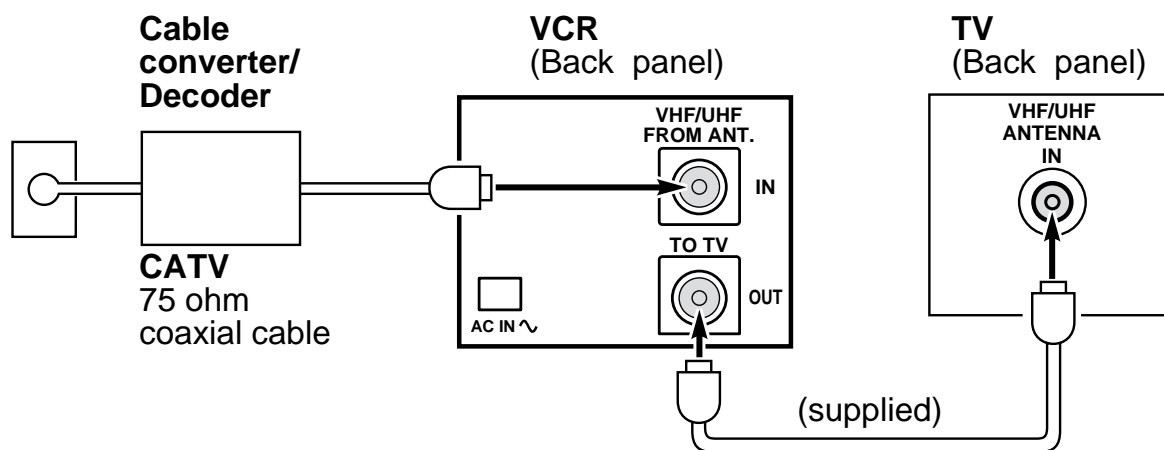 Cable
converter/
Decoder
CATV
75 ohm
coaxial cable
VCR
(Back panel)
VHF/UHF
FROM ANT.
IN
TO TV
OUT
AC IN
(supplied)
TV
(Back panel)
VHF/UHF
ANTENNA
IN